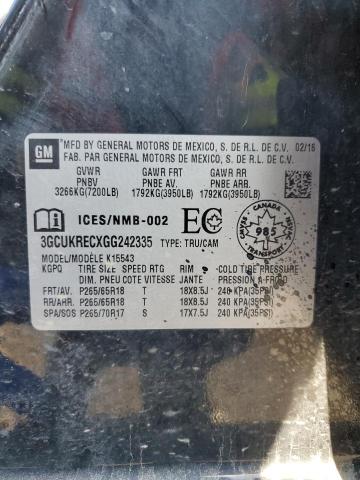 GM
MFD BY GENERAL MOTORS DE MEXICO, S. DE R.L. DE C.V. 02/16
FAB. PAR GENERAL MOTORS DE MEXICO, S. DE R.L. DE C.V.
GVWR GAWR FRT GAWR RR
PNBV PNBE AV. PNBE ARR.
3266KG(7200LB) 1792KG(3950LB) 1792KG(3950LB)
ICES/NMB-002 EC
CANADA
985
3GCUKRECXGG242335 TYPE: TRU/CAM
MODEL/MODÈLE K15543
KGPQ TIRE SIZE SPEED RTG RIM COLD TIRE PRESSURE
DIM. PNEU COTE VITESSE JANTE PRESSION A FROID
FRT/AV. P265/65R18 T 18X8.5J 240 KPA(35PSI)
RR/ARR. P265/65R18 T 18X8.5J 240 KPA(35PSI)
SPA/SOS P265/70R17 S 17X7.5J 240 KPA(35PSI)